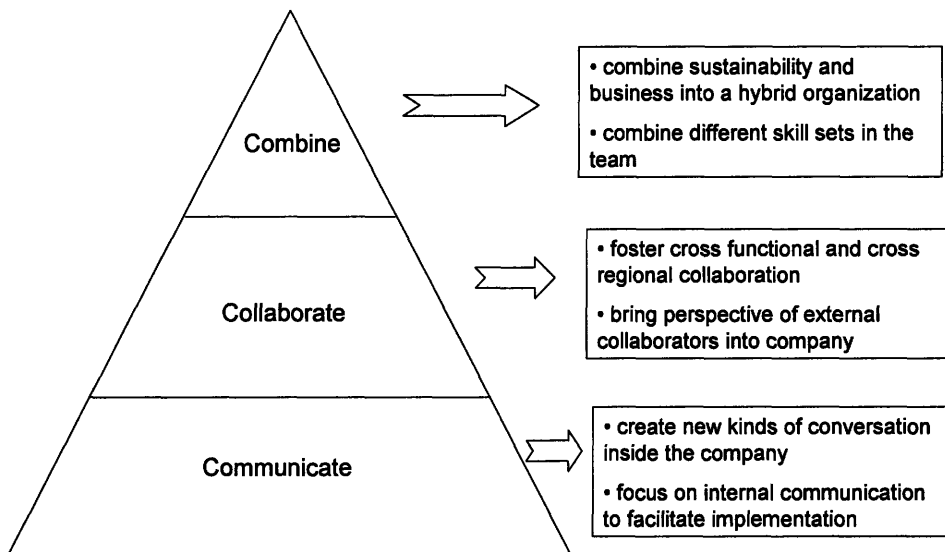 Combine
• combine sustainability and
business into a hybrid organization
• combine different skill sets in the
team
Collaborate
• foster cross functional and cross
regional collaboration
• bring perspective of external
collaborators into company
Communicate
• create new kinds of conversation
inside the company
• focus on internal communication
to facilitate implementation